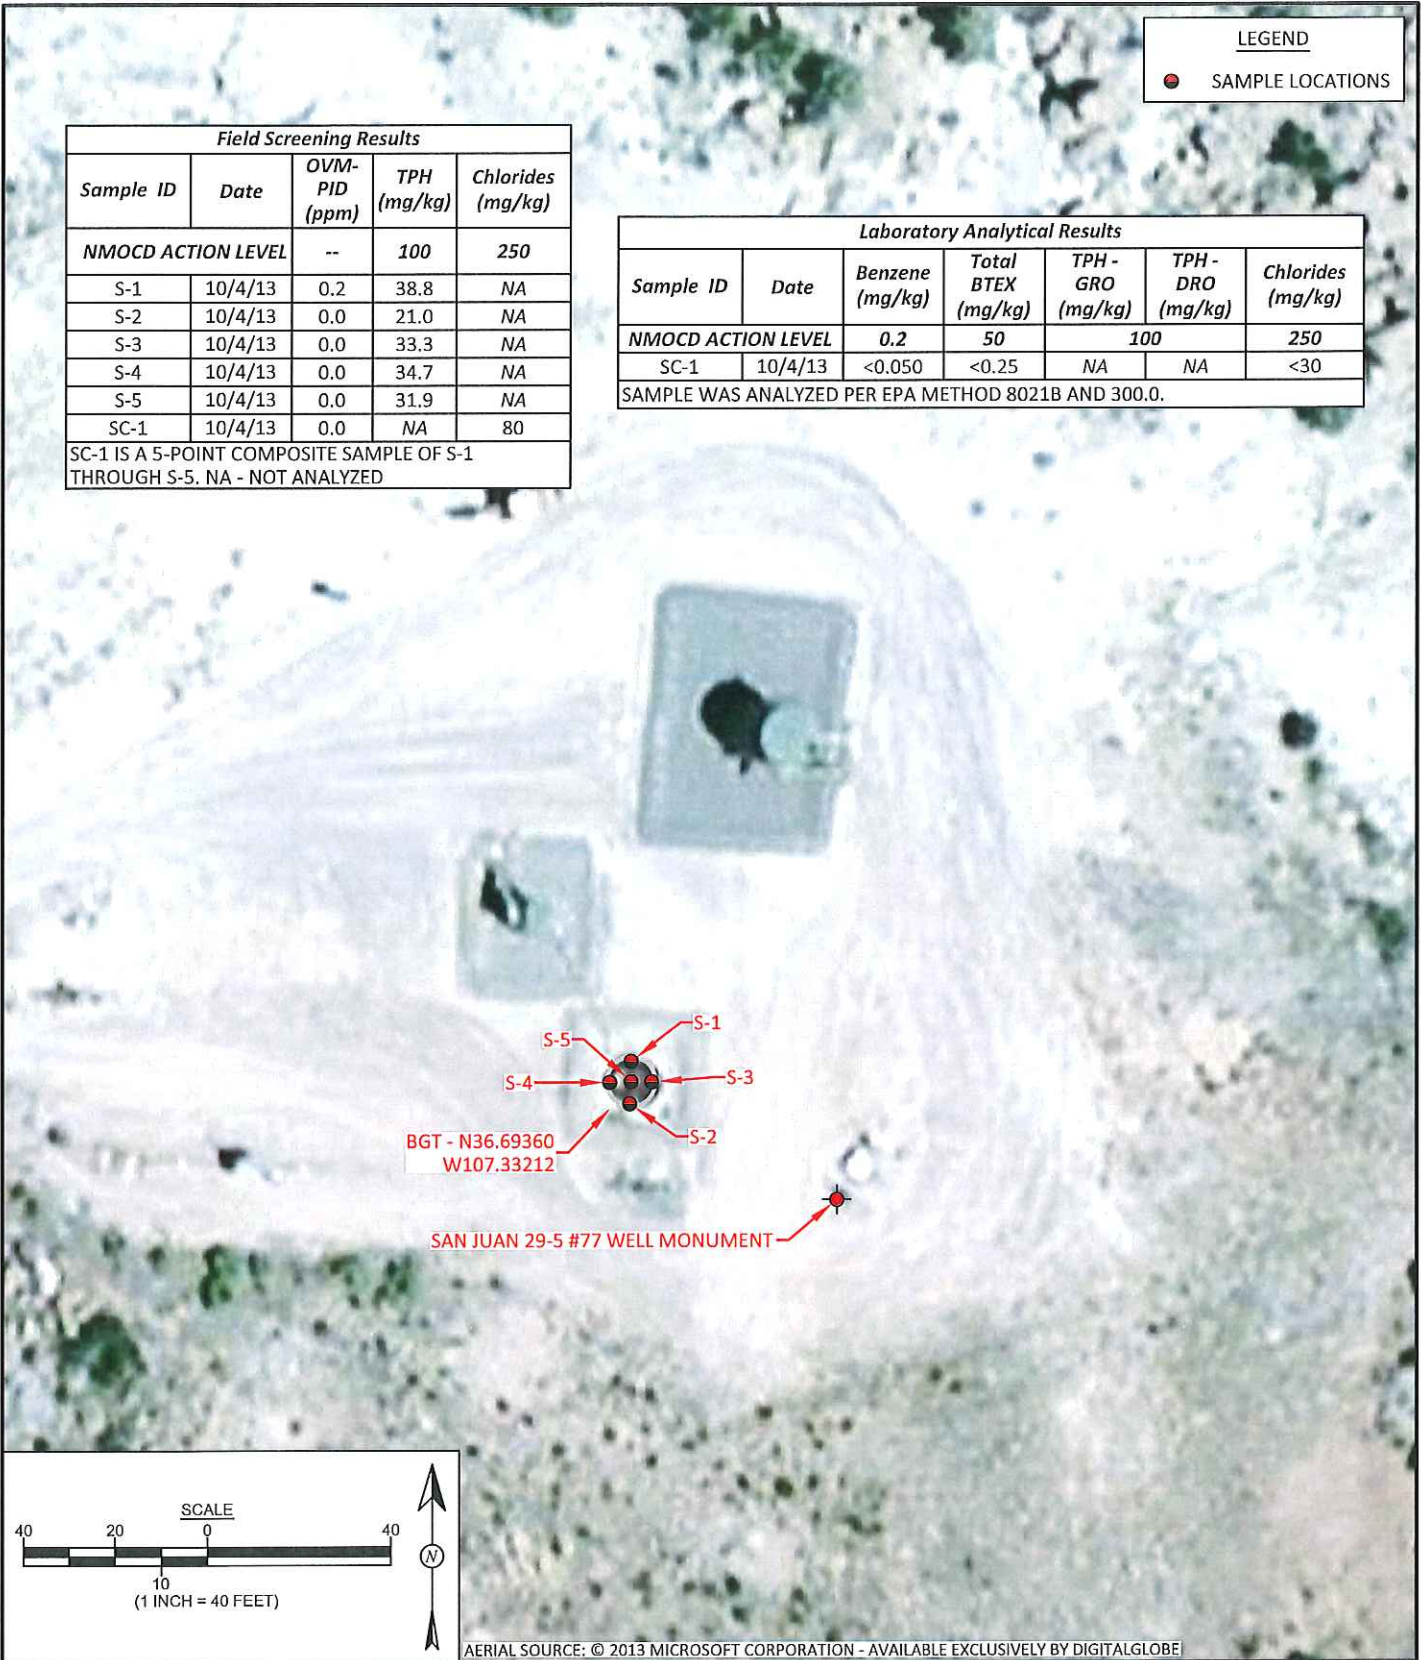 LEGEND
SAMPLE LOCATIONS
Field Screening Results
Sample ID Date OVM-PID (ppm) TPH (mg/kg) Chlorides (mg/kg)
NMOCD ACTION LEVEL -- 100 250
S-1 10/4/13 0.2 38.8 NA
S-2 10/4/13 0.0 21.0 NA
S-3 10/4/13 0.0 33.3 NA
S-4 10/4/13 0.0 34.7 NA
S-5 10/4/13 0.0 31.9 NA
SC-1 10/4/13 0.0 NA 80
SC-1 IS A 5-POINT COMPOSITE SAMPLE OF S-1
THROUGH S-5. NA - NOT ANALYZED
Laboratory Analytical Results
Sample ID Date Benzene (mg/kg) Total BTEX (mg/kg) TPH - GRO (mg/kg) TPH - DRO (mg/kg) Chlorides (mg/kg)
NMOCD ACTION LEVEL 0.2 50 100 250
SC-1 10/4/13 <0.050 <0.25 NA NA <30
SAMPLE WAS ANALYZED PER EPA METHOD 8021B AND 300.0.
S-1
S-5
S-4
S-3
S-2
BGT - N36.69360
W107.33212
SAN JUAN 29-5 #77 WELL MONUMENT
SCALE
40 20 0 40
10
(1 INCH = 40 FEET)
N
AERIAL SOURCE: © 2013 MICROSOFT CORPORATION - AVAILABLE EXCLUSIVELY BY DIGITALGLOBE